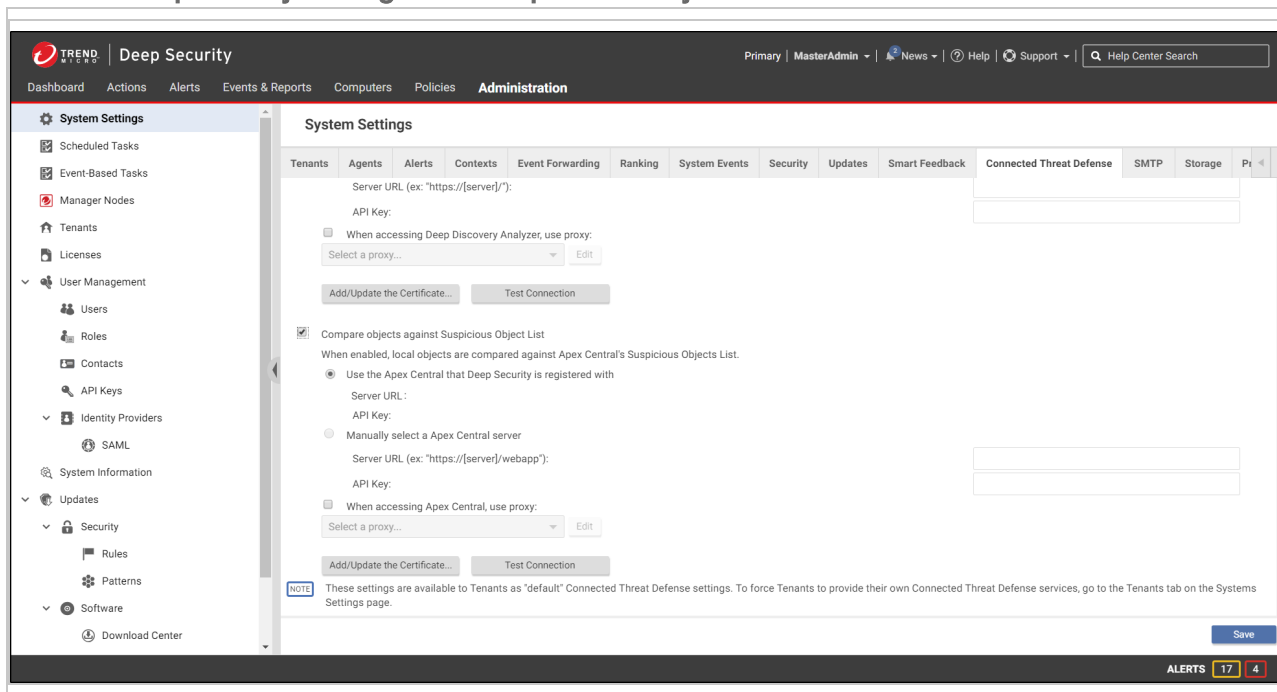 TREND MICRO | Deep Security
Primary | MasterAdmin | 2 News | Help | Support | Help Center Search
Dashboard Actions Alerts Events & Reports Computers Policies Administration
System Settings
Scheduled Tasks
Event-Based Tasks
Manager Nodes
Tenants
Licenses
User Management
Users
Roles
Contacts
API Keys
Identity Providers
SAML
System Information
Updates
Security
Rules
Patterns
Software
Download Center
System Settings
Tenants Agents Alerts Contexts Event Forwarding Ranking System Events Security Updates Smart Feedback Connected Threat Defense SMTP Storage
Server URL (ex: "https://[server]/"):
API Key:
When accessing Deep Discovery Analyzer, use proxy:
Select a proxy... Edit
Add/Update the Certificate... Test Connection
Compare objects against Suspicious Object List
When enabled, local objects are compared against Apex Central's Suspicious Objects List.
Use the Apex Central that Deep Security is registered with
Server URL :
API Key:
Manually select a Apex Central server
Server URL (ex: "https://[server]/webapp"):
API Key:
When accessing Apex Central, use proxy:
Select a proxy... Edit
Add/Update the Certificate... Test Connection
NOTE These settings are available to Tenants as "default" Connected Threat Defense settings. To force Tenants to provide their own Connected Threat Defense services, go to the Tenants tab on the Systems
Settings page.
Save
ALERTS 17 4